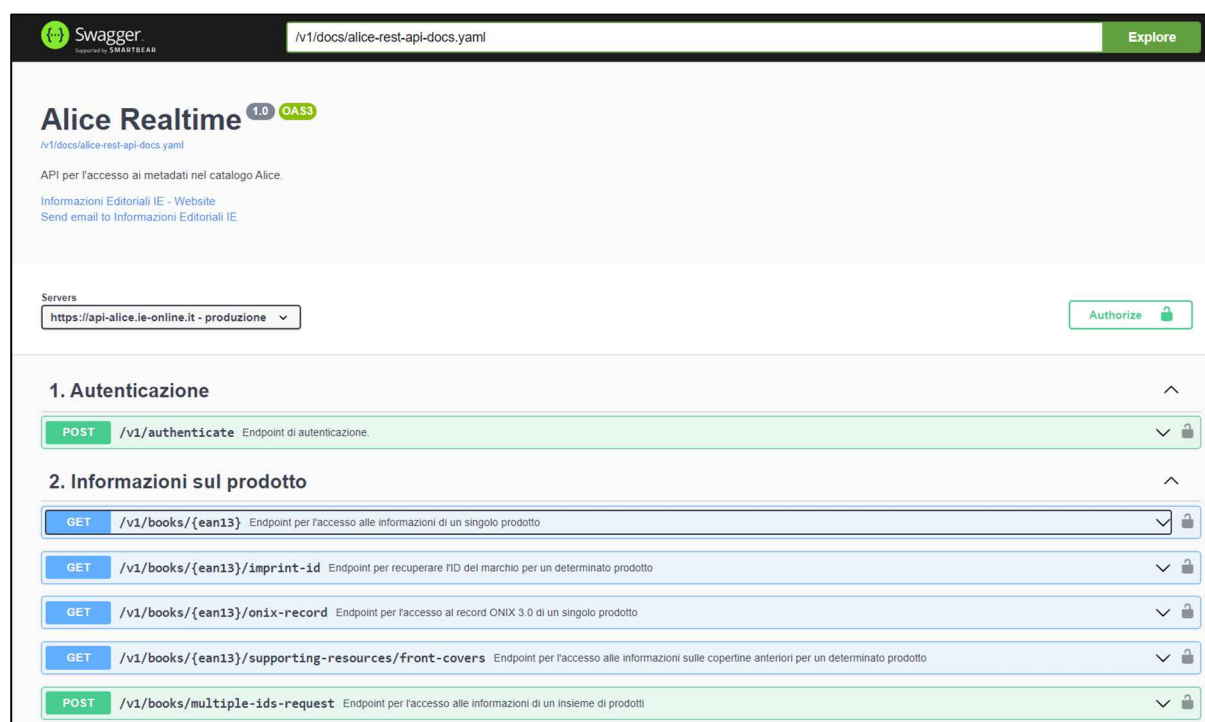 Swagger.
Supported by SMARTBEAR
/v1/docs/alice-rest-api-docs.yaml
Explore
Alice Realtime 1.0 OAS3
/v1/docs/alice-rest-api-docs.yaml
API per l'accesso ai metadati nel catalogo Alice.
Informazioni Editoriali IE - Website
Send email to Informazioni Editoriali IE
Servers
https://api-alice.ie-online.it - produzione
Authorize
1. Autenticazione
POST /v1/authenticate Endpoint di autenticazione.
2. Informazioni sul prodotto
GET /v1/books/{ean13} Endpoint per l'accesso alle informazioni di un singolo prodotto
GET /v1/books/{ean13}/imprint-id Endpoint per recuperare l'ID del marchio per un determinato prodotto
GET /v1/books/{ean13}/onix-record Endpoint per l'accesso al record ONIX 3.0 di un singolo prodotto
GET /v1/books/{ean13}/supporting-resources/front-covers Endpoint per l'accesso alle informazioni sulle copertine anteriori per un determinato prodotto
POST /v1/books/multiple-ids-request Endpoint per l'accesso alle informazioni di un insieme di prodotti